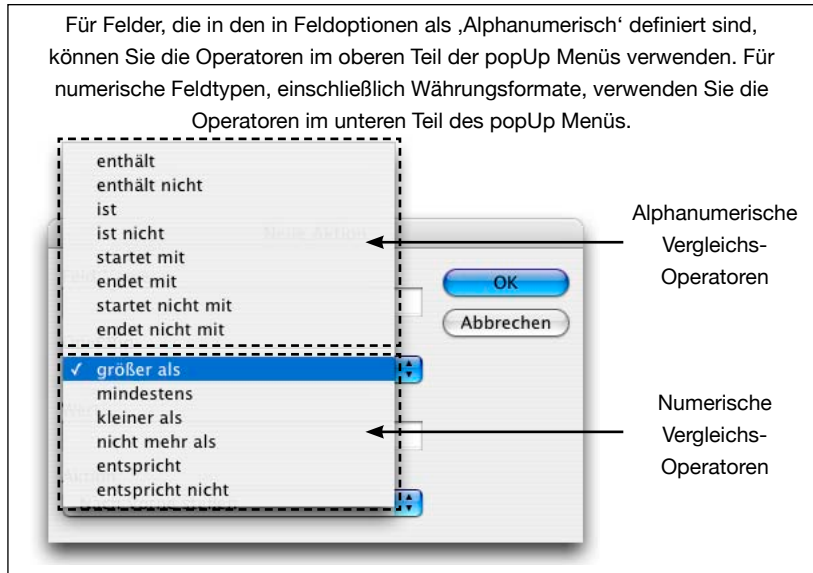 Für Felder, die in den in Feldoptionen als ‚Alphanumerisch‘ definiert sind,
können Sie die Operatoren im oberen Teil der popUp Menüs verwenden. Für
numerische Feldtypen, einschließlich Währungsformate, verwenden Sie die
Operatoren im unteren Teil des popUp Menüs.
enthält
enthält nicht
ist
ist nicht
Neue Aktion
startet mit
endet mit
startet nicht mit
endet nicht mit
OK
Abbrechen
Alphanumerische
Vergleichs-
Operatoren
✓ größer als
mindestens
kleiner als
nicht mehr als
entspricht
Aktion
entspricht nicht
Numerische
Vergleichs-
Operatoren